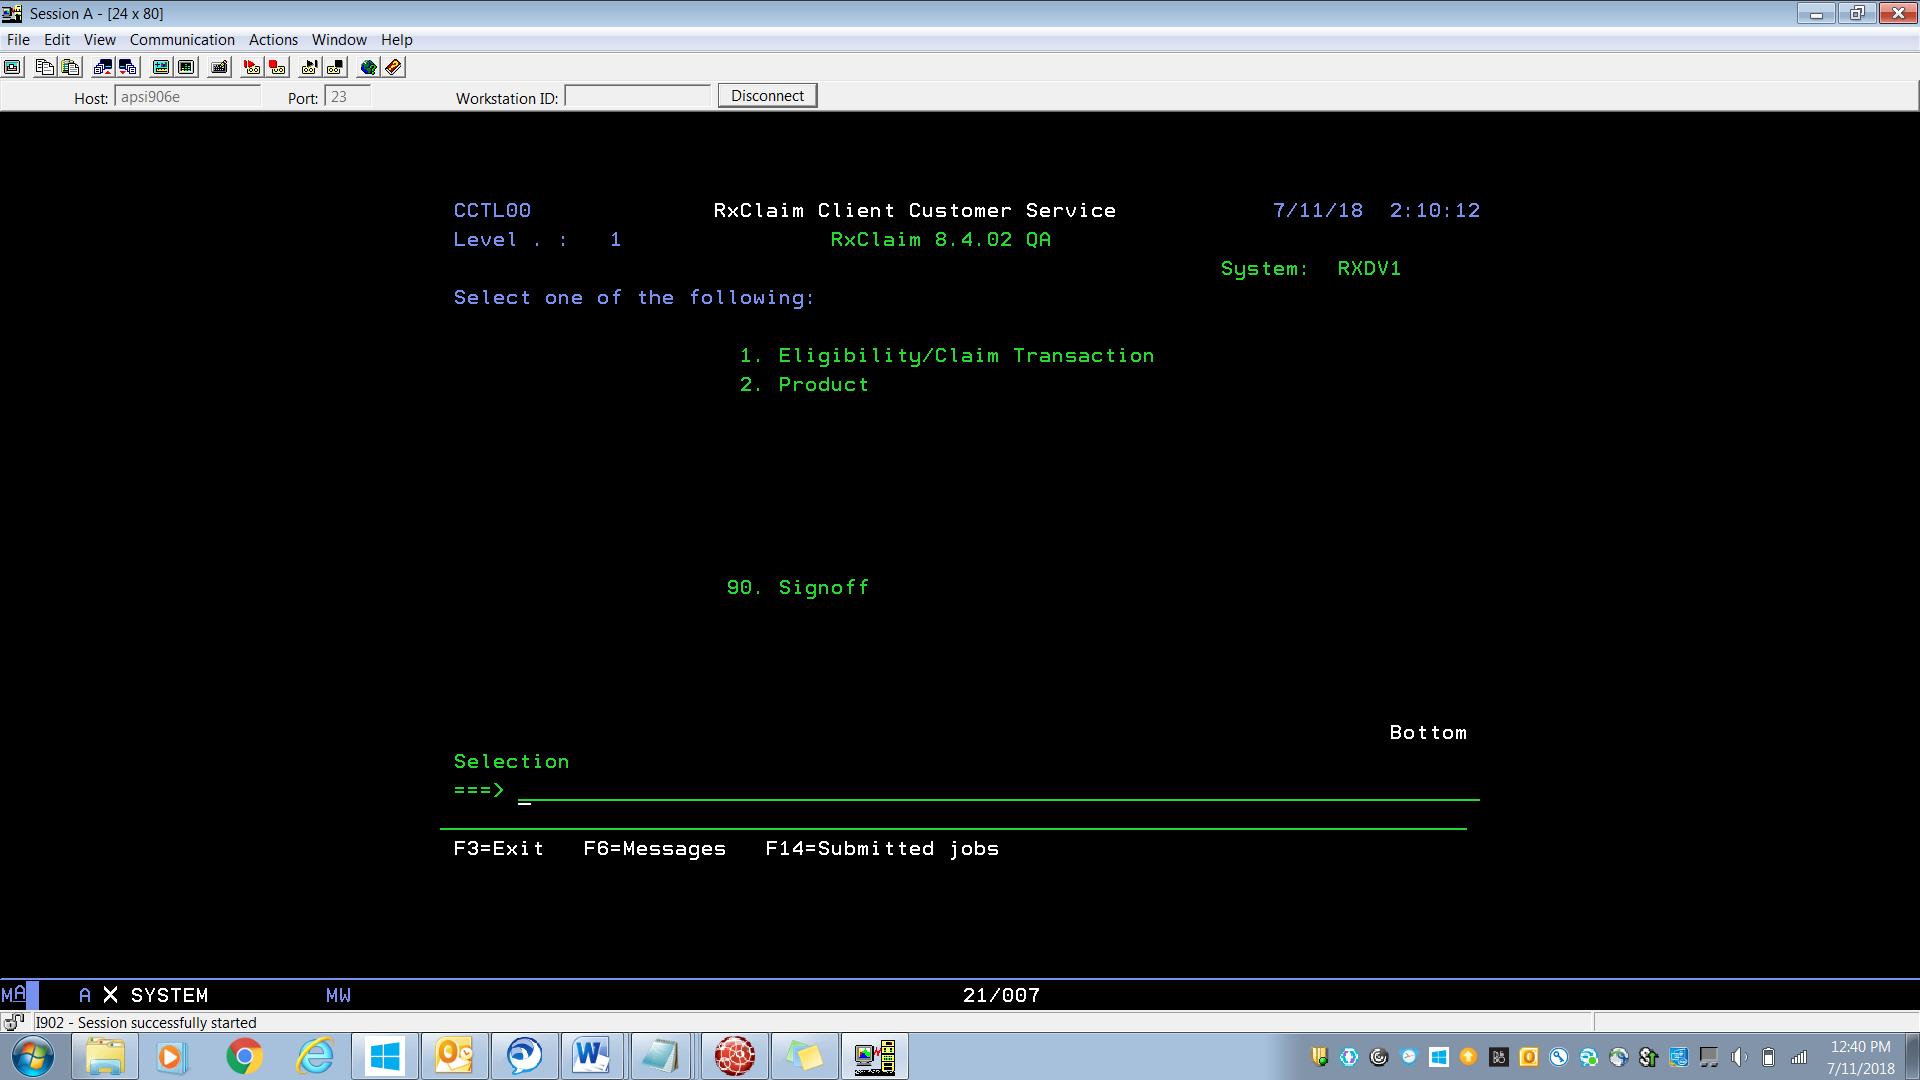 Session A - [24 x 80]
File Edit View Communication Actions Window Help
Host: apsi906e Port: 23 Workstation ID: Disconnect
CCTL00 RxClaim Client Customer Service 7/11/18 2:10:12
Level . : 1 RxClaim 8.4.02 QA
System: RXDV1
Select one of the following:
1. Eligibility/Claim Transaction
2. Product
90. Signoff
Bottom
Selection
===> _
F3=Exit F6=Messages F14=Submitted jobs
MA A X SYSTEM MW 21/007
I902 - Session successfully started
12:40 PM
7/11/2018